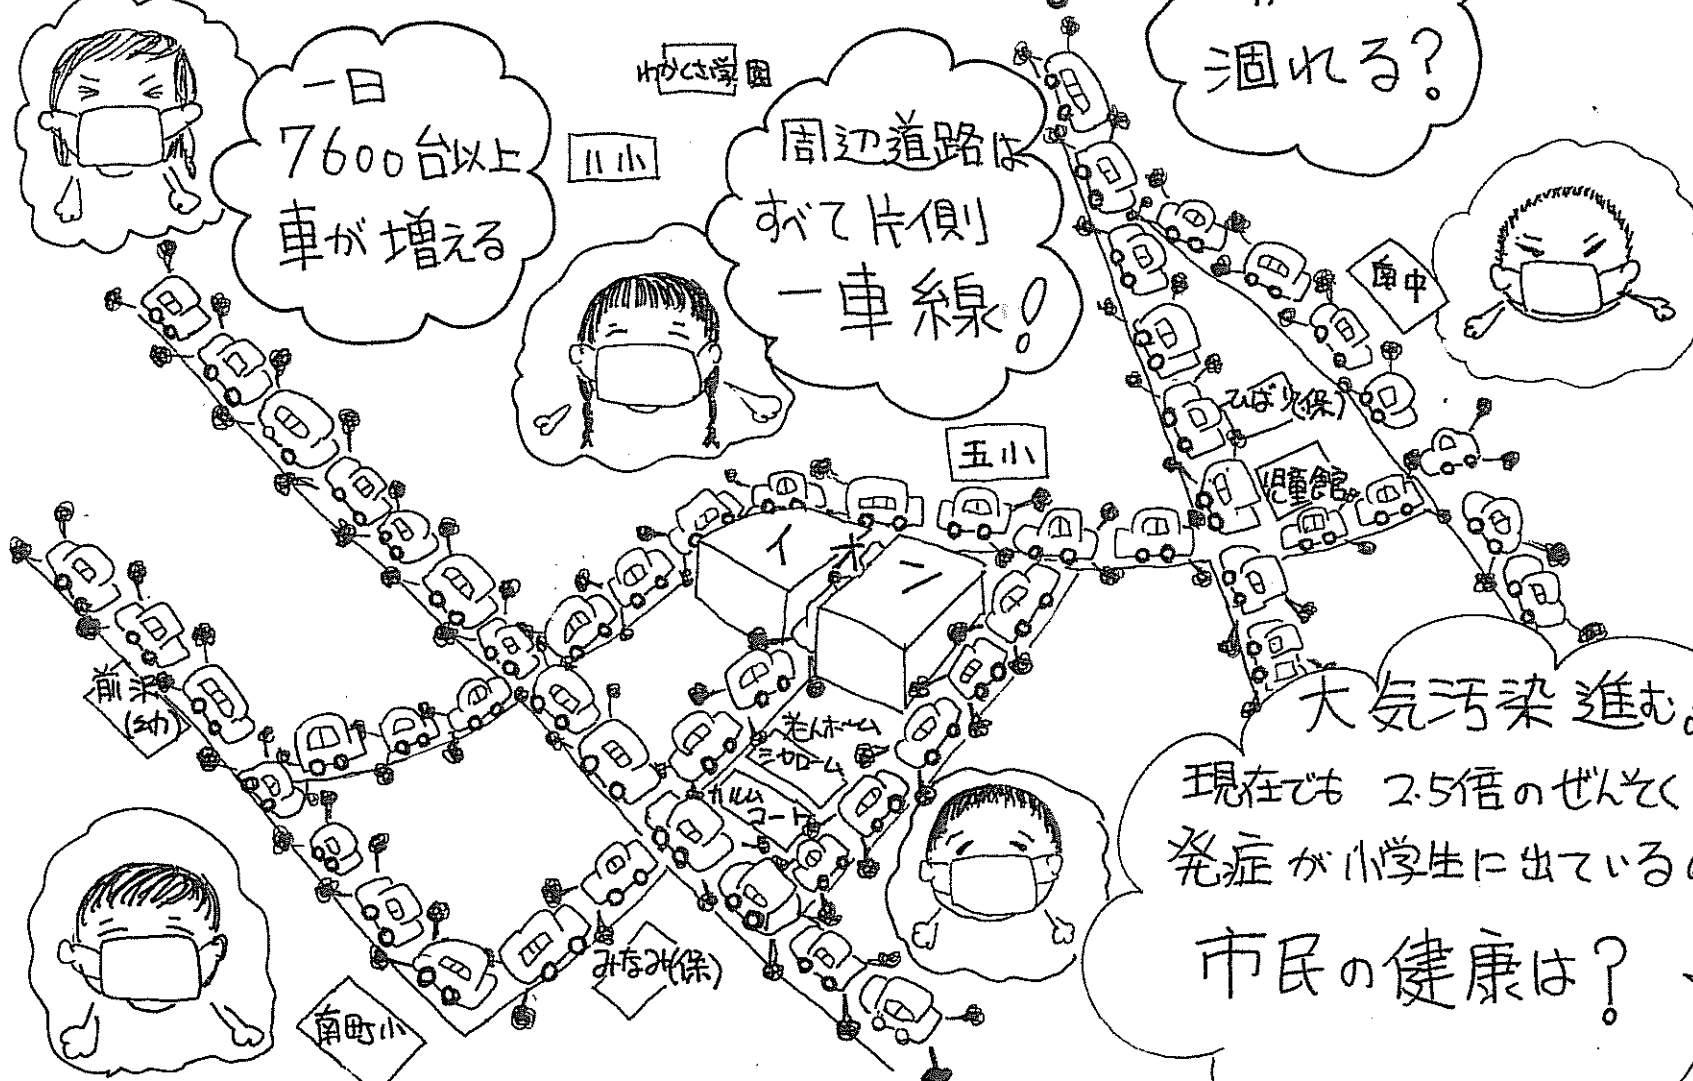 涸れる?
一日
7600台以上
車が増える
わかくさ学園
八小
周辺道路は
すべて片側
一車線!
南中
ひばり(保)
五小
児童館
イオン
前沢
(幼)
老人ホーム
シャローム
カルム
コート
大気汚染進む
現在でも 2.5倍のぜんそく
発症が小学生に出ている
市民の健康は?
みなみ(保)
南町小